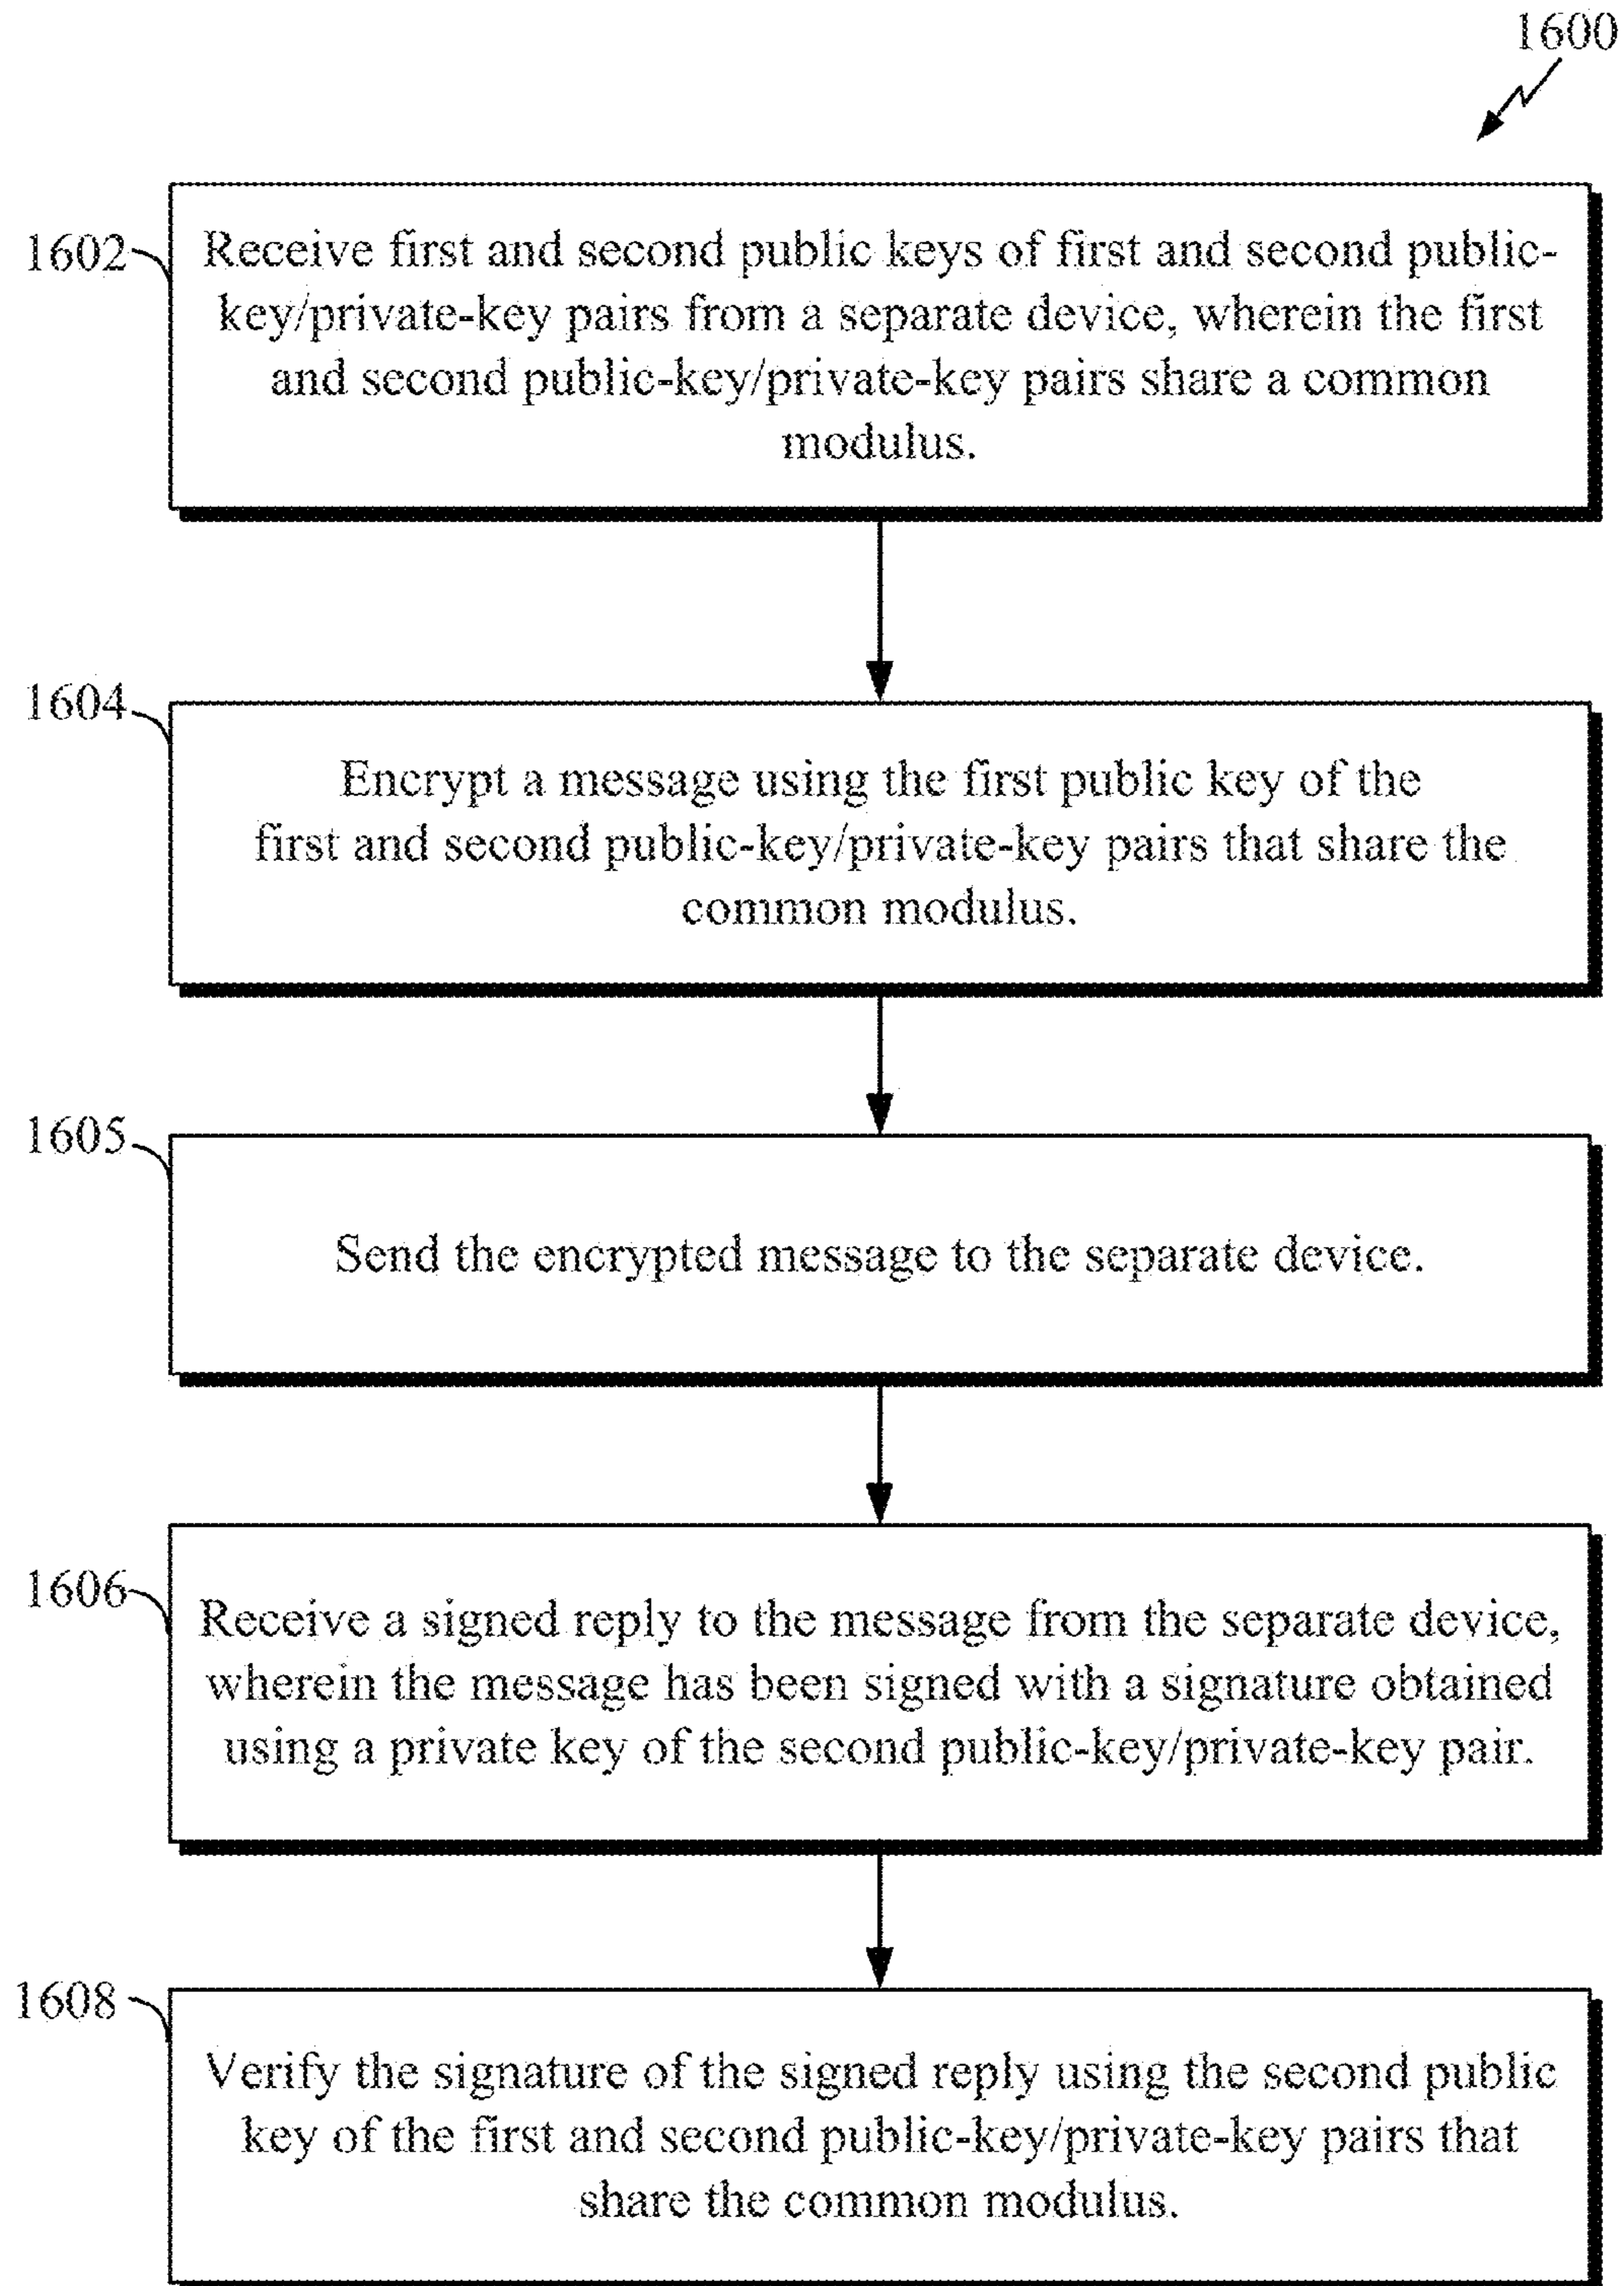 1600
1602
Receive first and second public keys of first and second public-
key/private-key pairs from a separate device, wherein the first
and second public-key/private-key pairs share a common
modulus.
1604
Encrypt a message using the first public key of the
first and second public-key/private-key pairs that share the
common modulus.
1605
Send the encrypted message to the separate device.
1606
Receive a signed reply to the message from the separate device,
wherein the message has been signed with a signature obtained
using a private key of the second public-key/private-key pair.
1608
Verify the signature of the signed reply using the second public
key of the first and second public-key/private-key pairs that
share the common modulus.